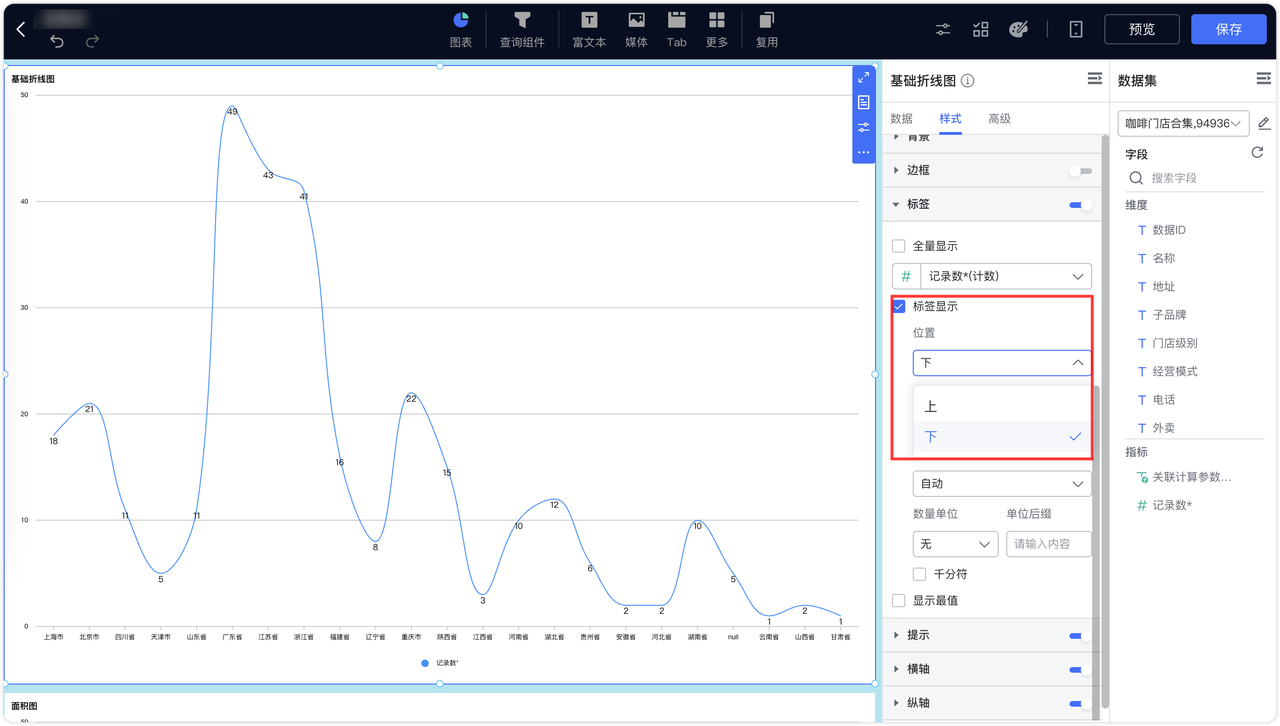 图表
查询组件
富文本
媒体
Tab
更多
复用
预览
保存
基础折线图
50
40
30
20
10
0
18
21
11
5
11
49
43
41
16
8
22
15
3
10
12
6
2
2
10
5
1
2
1
上海市 北京市 四川省 天津市 山东省 广东省 江苏省 浙江省 福建省 辽宁省 重庆市 陕西省 江西省 河南省 湖北省 贵州省 安徽省 河北省 湖南省 null 云南省 山西省 甘肃省
记录数*
面积图
50
基础折线图
数据 样式 高级
背景
边框
标签
全量显示
# 记录数*(计数)
标签显示
位置
下
上
下
自动
数量单位 单位后缀
无 请输入内容
千分符
显示最值
提示
横轴
纵轴
数据集
咖啡门店合集,94936
字段
搜索字段
维度
T 数据ID
T 名称
T 地址
T 子品牌
T 门店级别
T 经营模式
T 电话
T 外卖
指标
关联计算参数...
# 记录数*